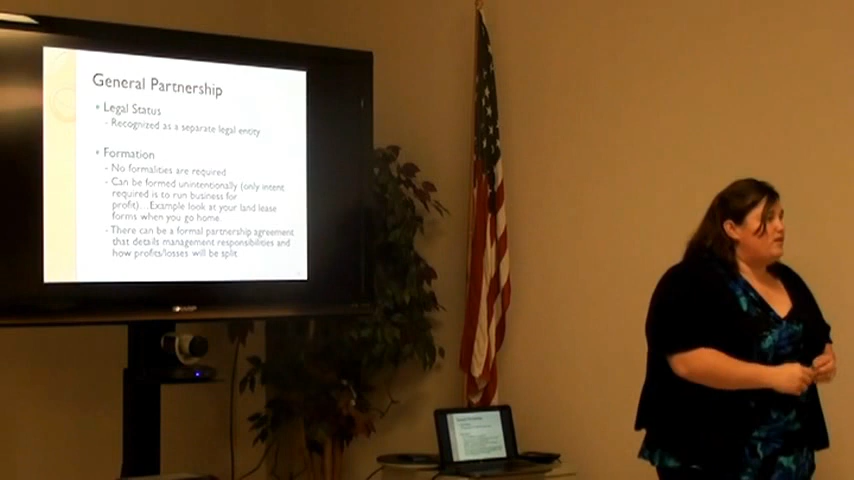 General Partnership
Legal Status
- Recognized as a separate legal entity
Formation
- No formalities are required
- Can be formed unintentionally (only intent
required is to run business for
profit)...Example look at your land lease
forms when you go home
- There can be a formal partnership agreement
that details management responsibilities and
how profits/losses will be split
SHARP